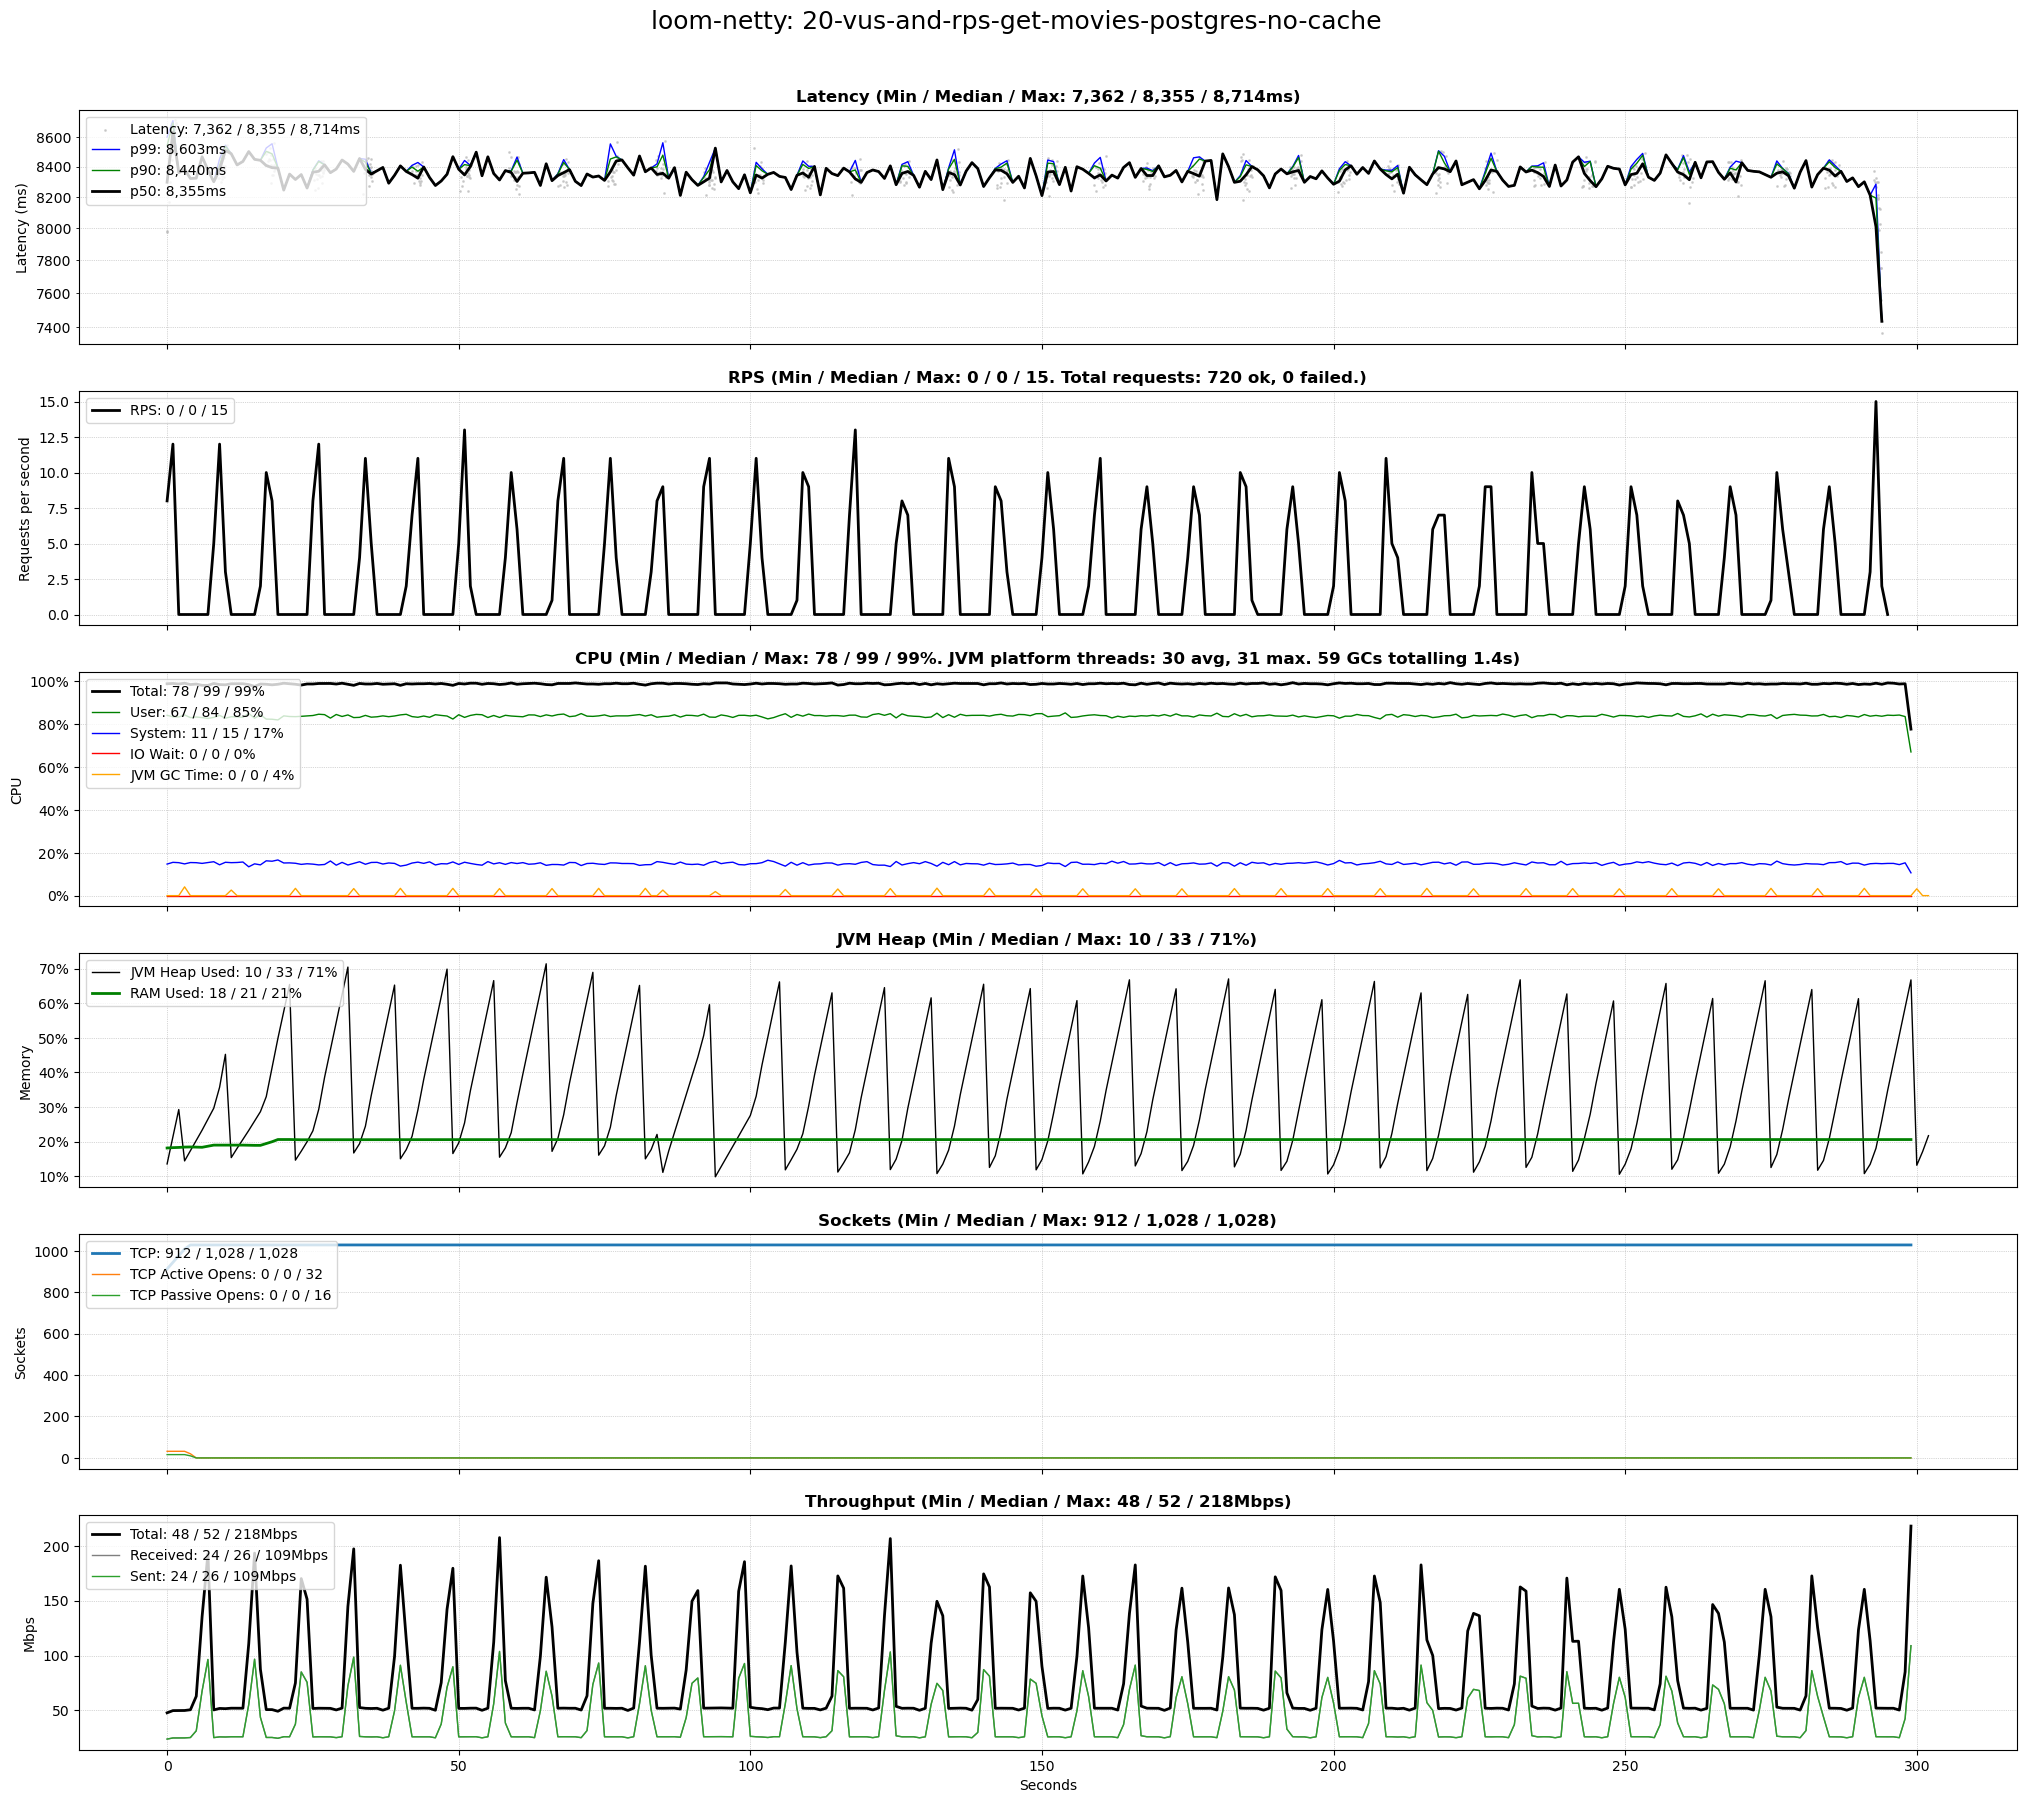 loom-netty: 20-vus-and-rps-get-movies-postgres-no-cache
Latency (Min / Median / Max: 7,362 / 8,355 / 8,714ms)
Latency (ms)
8600
8400
8200
8000
7800
7600
7400
Latency: 7,362 / 8,355 / 8,714ms
p99: 8,603ms
p90: 8,440ms
p50: 8,355ms
RPS (Min / Median / Max: 0 / 0 / 15. Total requests: 720 ok, 0 failed.)
Requests per second
15.0
12.5
10.0
7.5
5.0
2.5
0.0
RPS: 0 / 0 / 15
CPU (Min / Median / Max: 78 / 99 / 99%. JVM platform threads: 30 avg, 31 max. 59 GCs totalling 1.4s)
CPU
100%
80%
60%
40%
20%
0%
Total: 78 / 99 / 99%
User: 67 / 84 / 85%
System: 11 / 15 / 17%
IO Wait: 0 / 0 / 0%
JVM GC Time: 0 / 0 / 4%
JVM Heap (Min / Median / Max: 10 / 33 / 71%)
Memory
70%
60%
50%
40%
30%
20%
10%
JVM Heap Used: 10 / 33 / 71%
RAM Used: 18 / 21 / 21%
Sockets (Min / Median / Max: 912 / 1,028 / 1,028)
Sockets
1000
800
600
400
200
0
TCP: 912 / 1,028 / 1,028
TCP Active Opens: 0 / 0 / 32
TCP Passive Opens: 0 / 0 / 16
Throughput (Min / Median / Max: 48 / 52 / 218Mbps)
Mbps
200
150
100
50
Total: 48 / 52 / 218Mbps
Received: 24 / 26 / 109Mbps
Sent: 24 / 26 / 109Mbps
0 50 100 150 200 250 300
Seconds